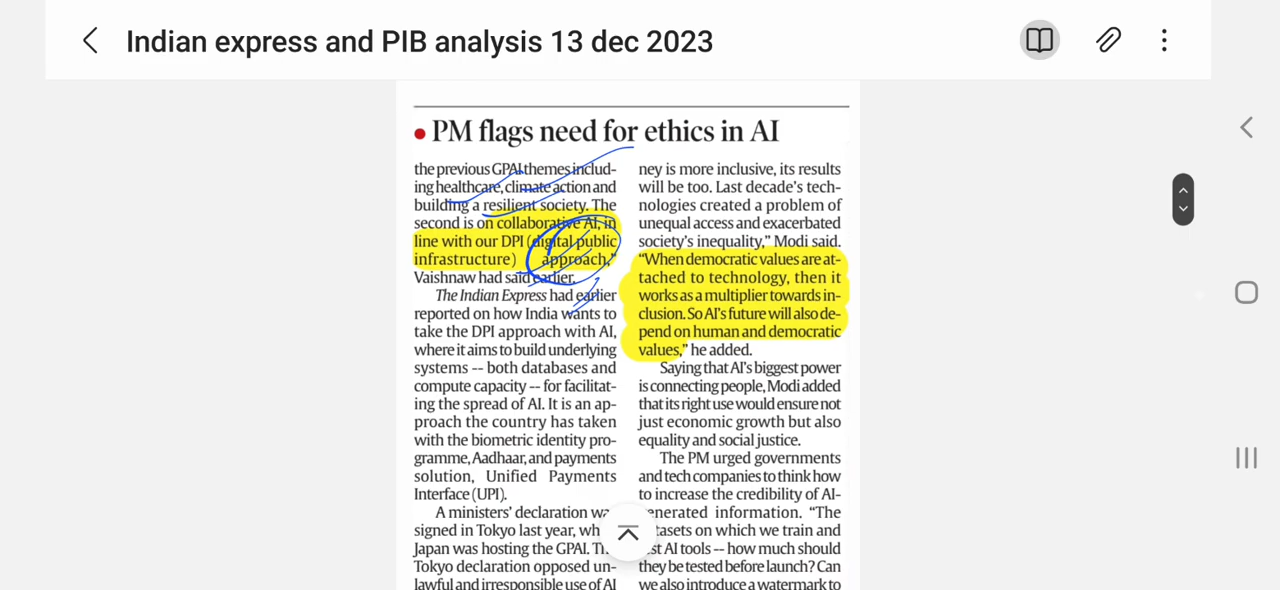 Indian express and PIB analysis 13 dec 2023
PM flags need for ethics in AI
the previous GPAI themes includ-
ing healthcare, climate action and
building a resilient society. The
second is on collaborative AI, in
line with our DPI (digital public
infrastructure) approach,"
Vaishnaw had said earlier.
The Indian Express had earlier
reported on how India wants to
take the DPI approach with AI,
where it aims to build underlying
systems -- both databases and
compute capacity -- for facilitat-
ing the spread of AI. It is an ap-
proach the country has taken
with the biometric identity pro-
gramme, Aadhaar, and payments
solution, Unified Payments
Interface (UPI).
A ministers' declaration
signed in Tokyo last year,
Japan was hosting the GPAI.
Tokyo declaration opposed un-
lawful and irresponsible use of AI
ney is more inclusive, its results
will be too. Last decade's tech-
nologies created a problem of
unequal access and exacerbated
society's inequality," Modi said.
"When democratic values are at-
tached to technology, then it
works as a multiplier towards in-
clusion. So AI's future will also de-
pend on human and democratic
values," he added.
Saying that AI's biggest power
is connecting people, Modi added
that its right use would ensure not
just economic growth but also
equality and social justice.
The PM urged governments
and tech companies to think how
to increase the credibility of AI-
generated information. "The
on which we train and
AI tools -- how much should
they be tested before launch? Can
we also introduce a watermark to